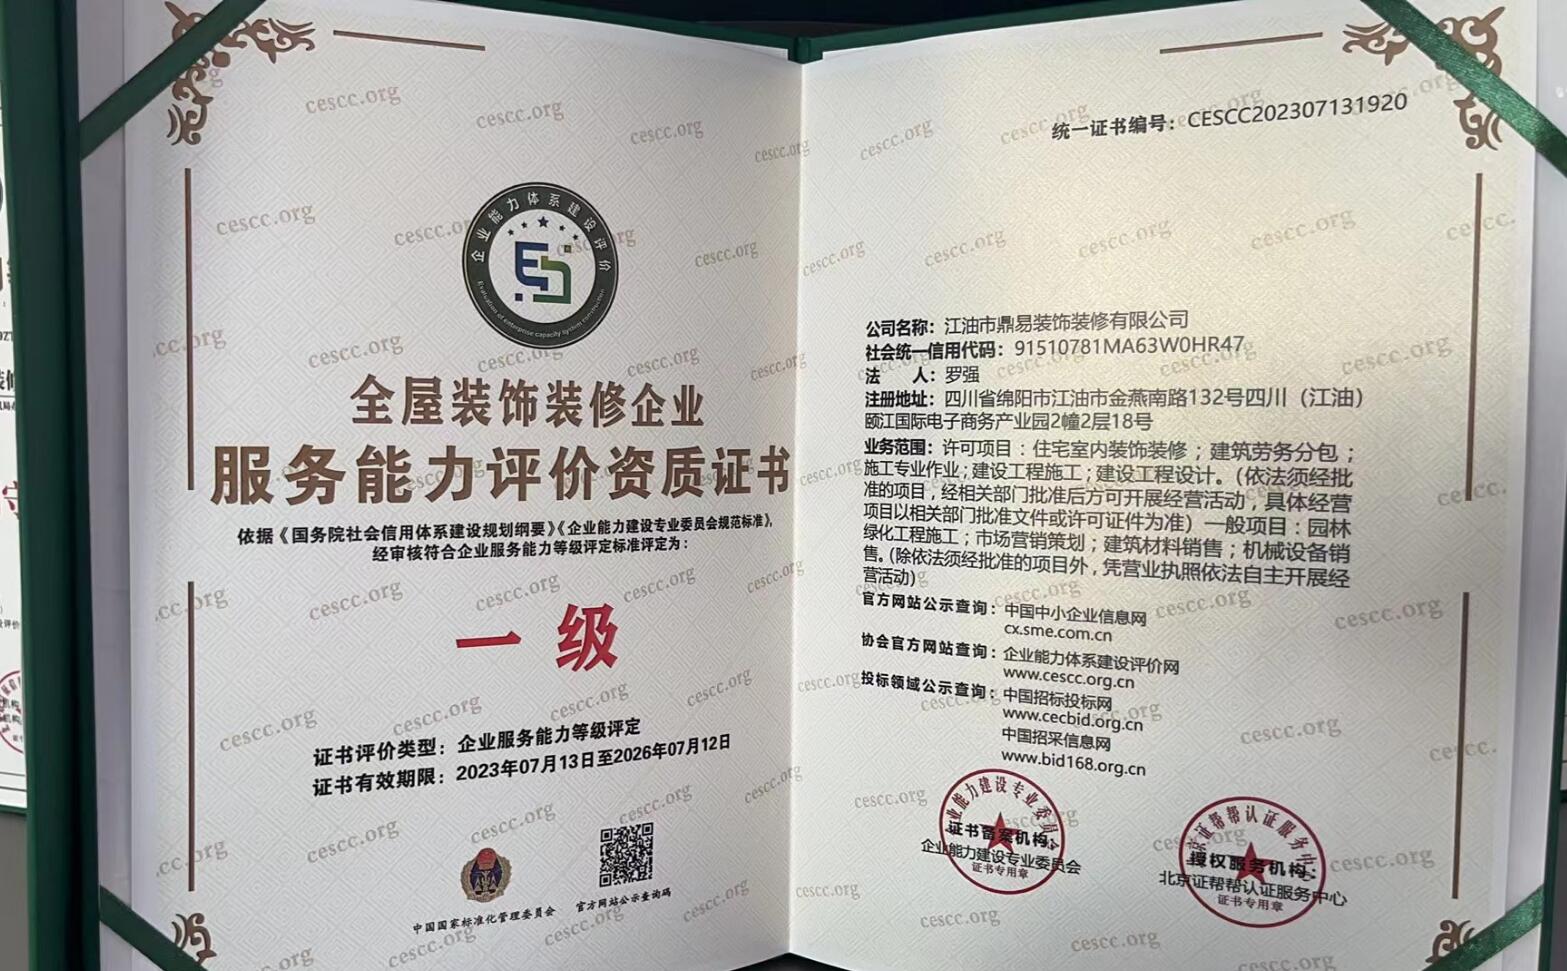 企业能力体系建设评价
Evaluation of enterprise capacity system construction
全屋装饰装修企业
服务能力评价资质证书
依据《国务院社会信用体系建设规划纲要》《企业能力建设专业委员会规范标准》,
经审核符合企业服务能力等级评定标准评定为：
一级
证书评价类型：企业服务能力等级评定
证书有效期限：2023年07月13日至2026年07月12日
中国国家标准化管理委员会
官方网站公示查询码
统一证书编号：CESCC202307131920
公司名称：江油市鼎易装饰装修有限公司
社会统一信用代码：91510781MA63W0HR47
法 人：罗强
注册地址：四川省绵阳市江油市金燕南路132号四川（江油）
颐江国际电子商务产业园2幢2层18号
业务范围：许可项目：住宅室内装饰装修；建筑劳务分包；
施工专业作业；建设工程施工；建设工程设计。（依法须经批
准的项目，经相关部门批准后方可开展经营活动，具体经营
项目以相关部门批准文件或许可证件为准）一般项目：园林
绿化工程施工；市场营销策划；建筑材料销售；机械设备销
售。（除依法须经批准的项目外，凭营业执照依法自主开展经
营活动）
官方网站公示查询：中国中小企业信息网
cx.sme.com.cn
协会官方网站查询：企业能力体系建设评价网
www.cescc.org.cn
投标领域公示查询：中国招标投标网
www.cecbid.org.cn
中国招采信息网
www.bid168.org.cn
证书备案机构：
企业能力建设专业委员会
证书专用章
授权服务机构：
北京证帮帮认证服务中心
证书专用章
cescc.org